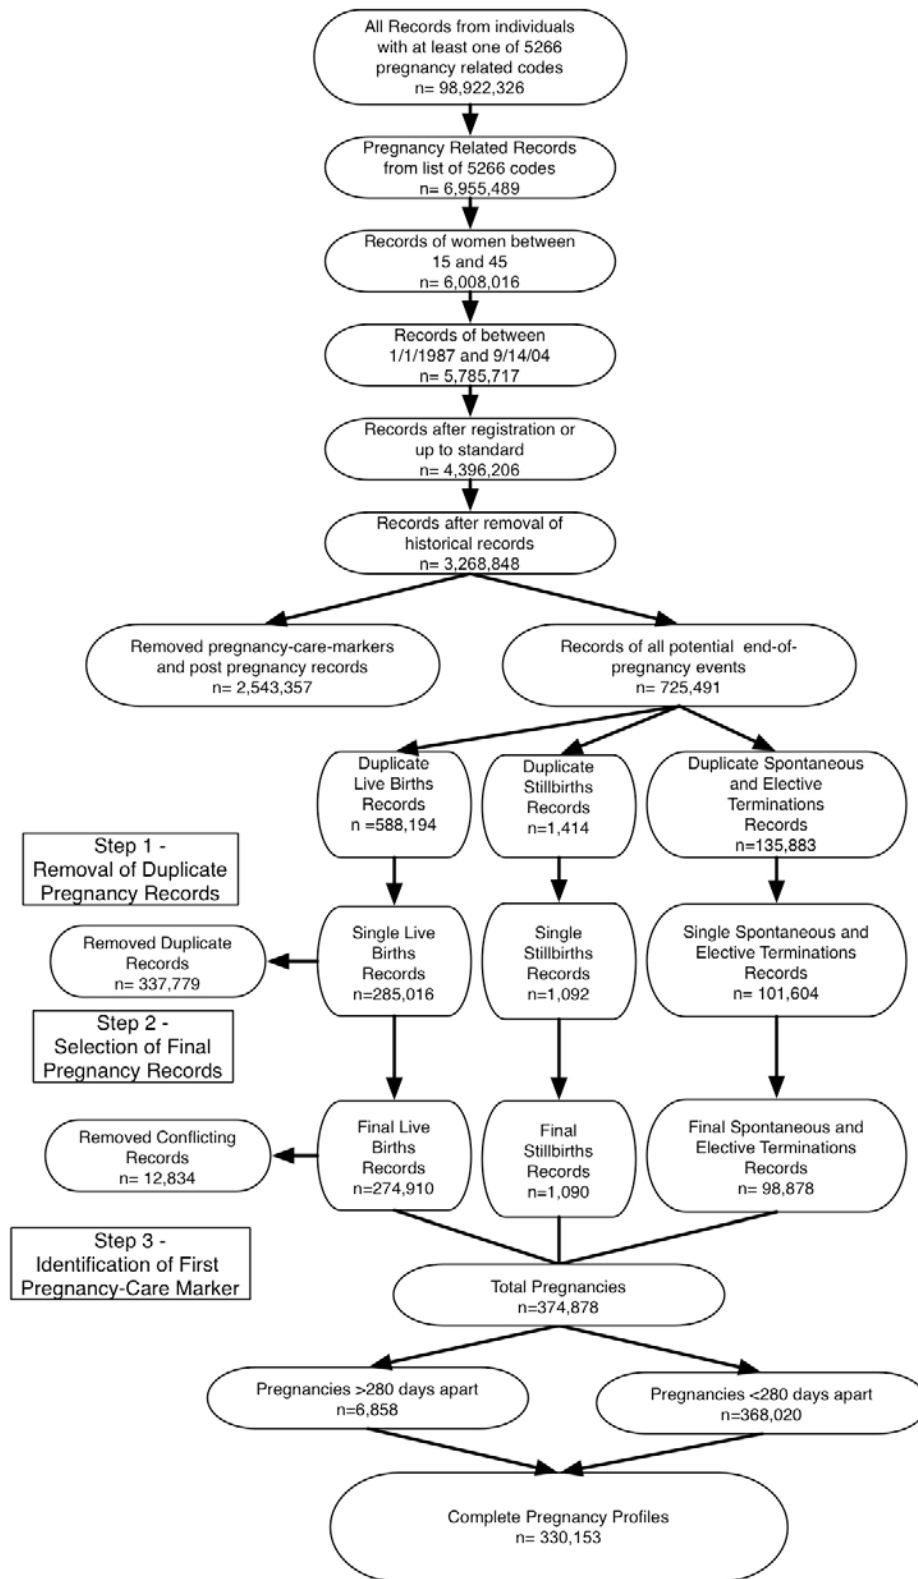 All Records from individuals
with at least one of 5266
pregnancy related codes
n= 98,922,326
Pregnancy Related Records
from list of 5266 codes
n= 6,955,489
Records of women between
15 and 45
n= 6,008,016
Records of between
1/1/1987 and 9/14/04
n= 5,785,717
Records after registration or
up to standard
n= 4,396,206
Records after removal of
historical records
n= 3,268,848
Removed pregnancy-care-markers
and post pregnancy records
n= 2,543,357
Records of all potential end-of-
pregnancy events
n= 725,491
Duplicate
Live Births
Records
n =588,194
Duplicate
Stillbirths
Records
n=1,414
Duplicate Spontaneous
and Elective
Terminations
Records
n=135,883
Step 1 -
Removal of Duplicate
Pregnancy Records
Removed Duplicate
Records
n= 337,779
Single Live
Births
Records
n=285,016
Single
Stillbirths
Records
n=1,092
Single Spontaneous and
Elective Terminations
Records
n= 101,604
Step 2 -
Selection of Final
Pregnancy Records
Removed Conflicting
Records
n= 12,834
Final Live
Births
Records
n=274,910
Final
Stillbirths
Records
n=1,090
Final Spontaneous and
Elective Terminations
Records
n= 98,878
Step 3 -
Identification of First
Pregnancy-Care Marker
Total Pregnancies
n=374,878
Pregnancies >280 days apart
n=6,858
Pregnancies <280 days apart
n=368,020
Complete Pregnancy Profiles
n= 330,153